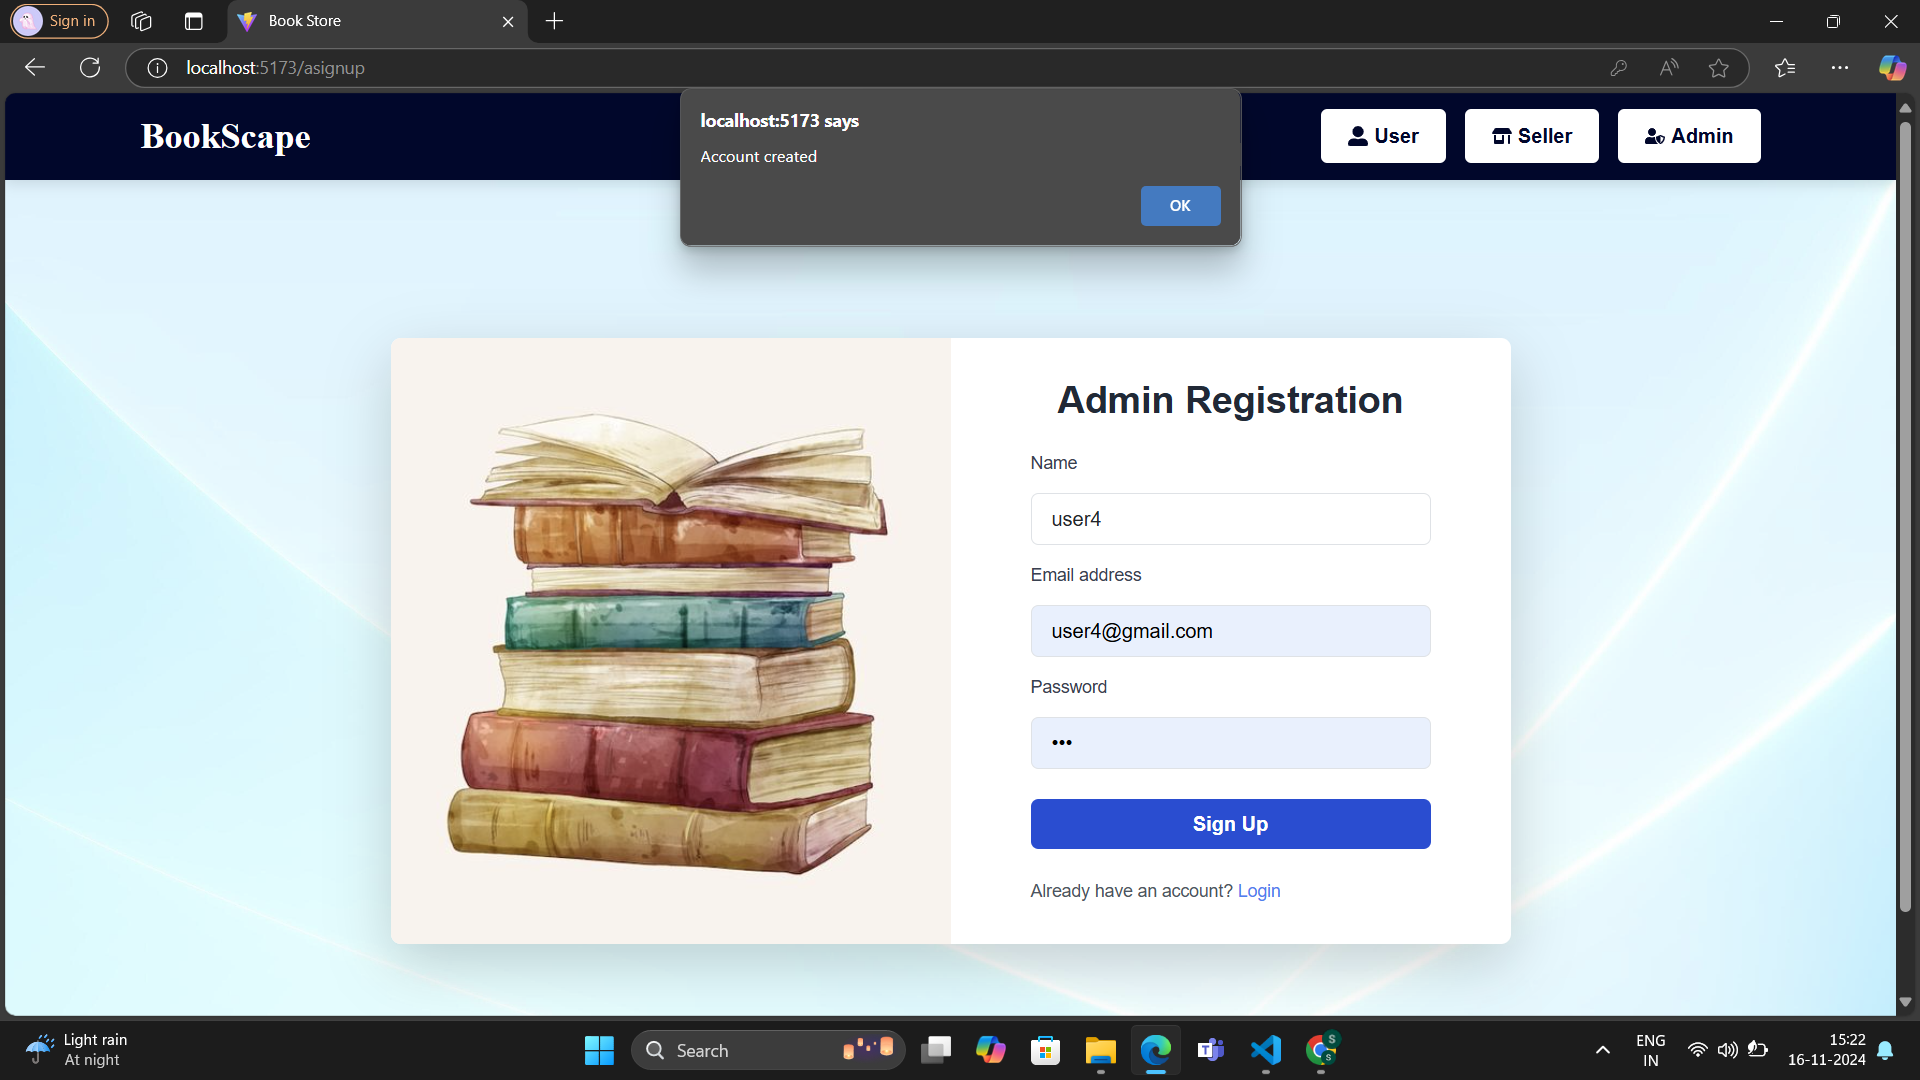 Sign in
Book Store
localhost:5173/asignup
BookScape
localhost:5173 says
Account created
OK
User
Seller
Admin
Admin Registration
Name
user4
Email address
user4@gmail.com
Password
•••
Sign Up
Already have an account? Login
Light rain
At night
Search
ENG
IN
15:22
16-11-2024